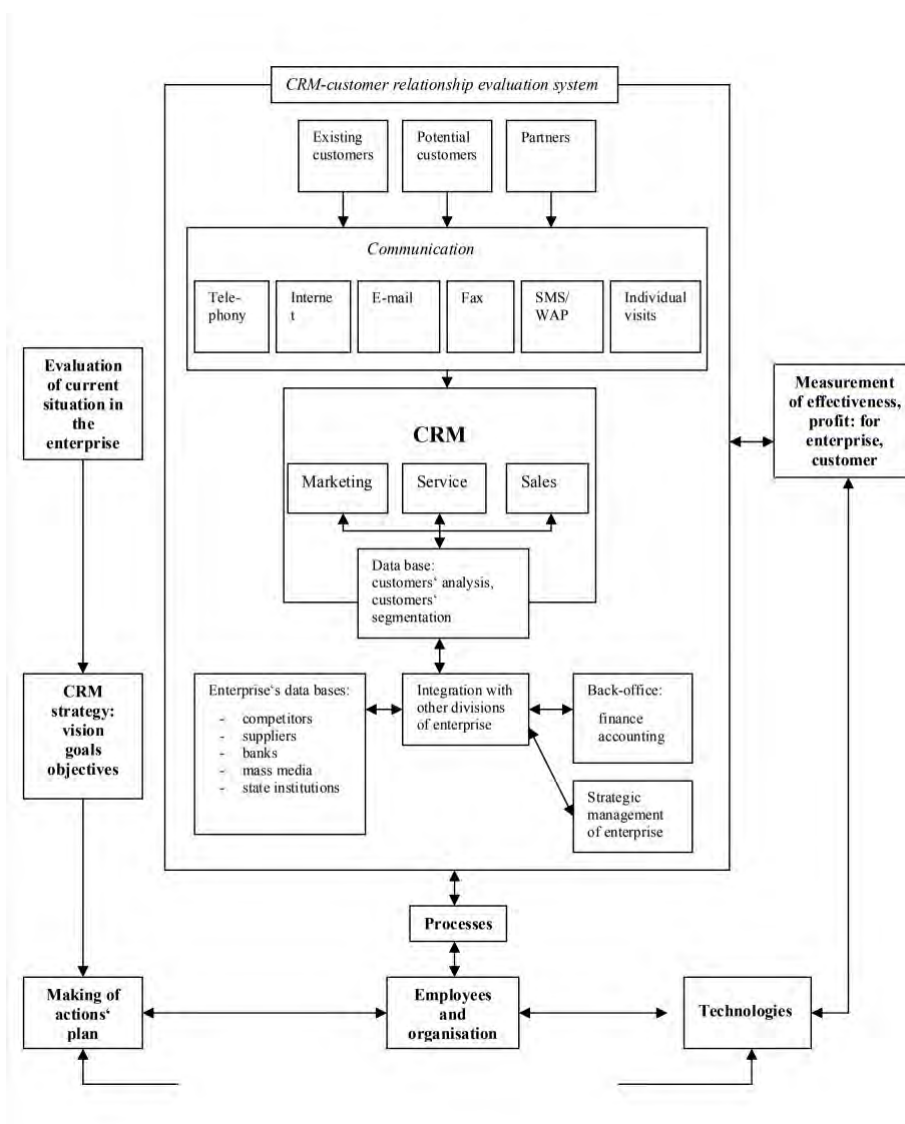 CRM-customer relationship evaluation system
Existing
customers
Potential
customers
Partners
Communication
Tele-
phony
Interne
t
E-mail
Fax
SMS/
WAP
Individual
visits
Evaluation
of current
situation in
the
enterprise
Measurement
of effectiveness,
profit: for
enterprise,
customer
CRM
Marketing
Service
Sales
Data base:
customers‘ analysis,
customers‘
segmentation
CRM
strategy:
vision
goals
objectives
Enterprise‘s data bases:
- competitors
- suppliers
- banks
- mass media
- state institutions
Integration with
other divisions
of enterprise
Back-office:
finance
accounting
Strategic
management
of enterprise
Processes
Making of
actions‘
plan
Employees
and
organisation
Technologies